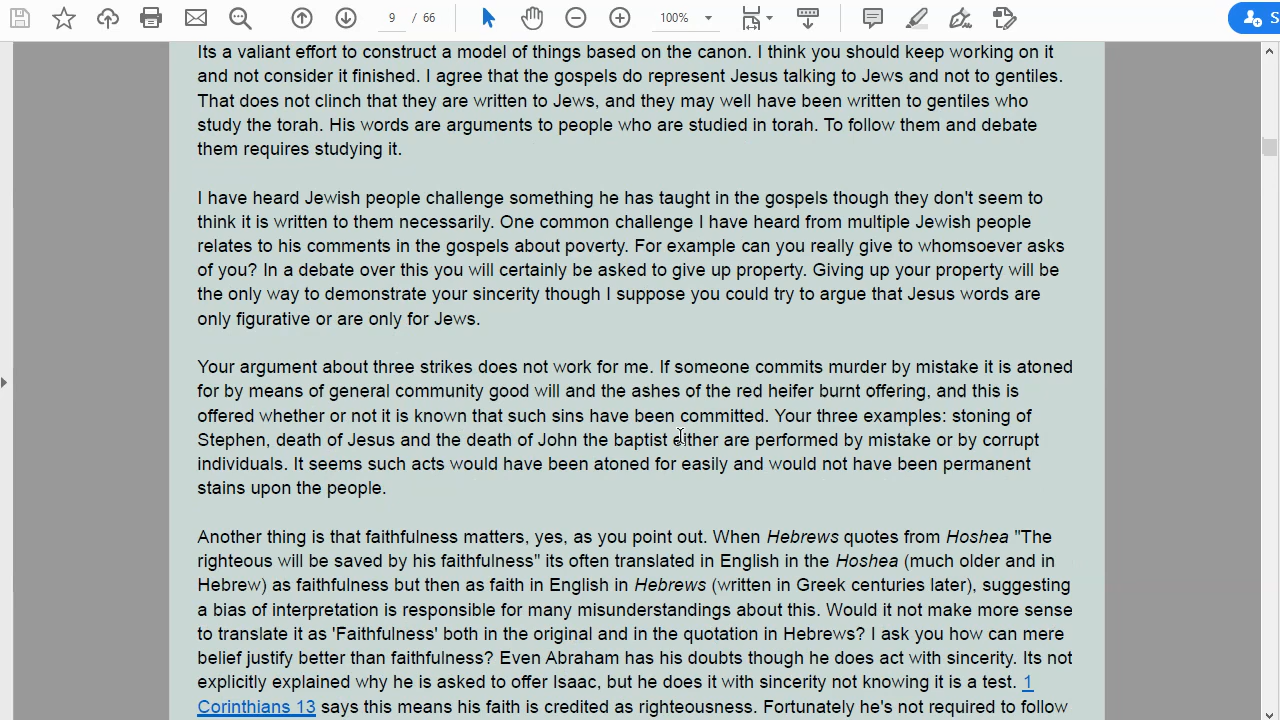 9 / 66
100%
S
Its a valiant effort to construct a model of things based on the canon. I think you should keep working on it
and not consider it finished. I agree that the gospels do represent Jesus talking to Jews and not to gentiles.
That does not clinch that they are written to Jews, and they may well have been written to gentiles who
study the torah. His words are arguments to people who are studied in torah. To follow them and debate
them requires studying it.
I have heard Jewish people challenge something he has taught in the gospels though they don't seem to
think it is written to them necessarily. One common challenge I have heard from multiple Jewish people
relates to his comments in the gospels about poverty. For example can you really give to whomsoever asks
of you? In a debate over this you will certainly be asked to give up property. Giving up your property will be
the only way to demonstrate your sincerity though I suppose you could try to argue that Jesus words are
only figurative or are only for Jews.
Your argument about three strikes does not work for me. If someone commits murder by mistake it is atoned
for by means of general community good will and the ashes of the red heifer burnt offering, and this is
offered whether or not it is known that such sins have been committed. Your three examples: stoning of
Stephen, death of Jesus and the death of John the baptist either are performed by mistake or by corrupt
individuals. It seems such acts would have been atoned for easily and would not have been permanent
stains upon the people.
Another thing is that faithfulness matters, yes, as you point out. When Hebrews quotes from Hoshea "The
righteous will be saved by his faithfulness" its often translated in English in the Hoshea (much older and in
Hebrew) as faithfulness but then as faith in English in Hebrews (written in Greek centuries later), suggesting
a bias of interpretation is responsible for many misunderstandings about this. Would it not make more sense
to translate it as 'Faithfulness' both in the original and in the quotation in Hebrews? I ask you how can mere
belief justify better than faithfulness? Even Abraham has his doubts though he does act with sincerity. Its not
explicitly explained why he is asked to offer Isaac, but he does it with sincerity not knowing it is a test. 1
Corinthians 13 says this means his faith is credited as righteousness. Fortunately he's not required to follow